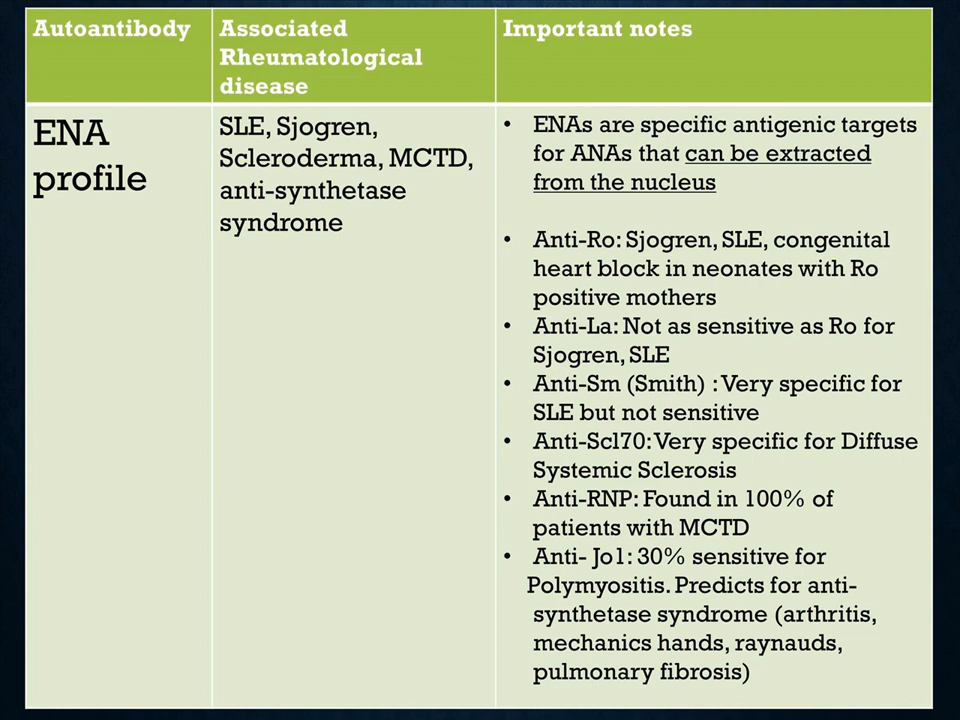 Autoantibody
Associated
Rheumatological
disease
Important notes
ENA
profile
SLE, Sjogren,
Scleroderma, MCTD,
anti-synthetase
syndrome
• ENAs are specific antigenic targets
for ANAs that can be extracted
from the nucleus
• Anti-Ro: Sjogren, SLE, congenital
heart block in neonates with Ro
positive mothers
• Anti-La: Not as sensitive as Ro for
Sjogren, SLE
• Anti-Sm (Smith) : Very specific for
SLE but not sensitive
• Anti-Scl70: Very specific for Diffuse
Systemic Sclerosis
• Anti-RNP: Found in 100% of
patients with MCTD
• Anti- Jo1: 30% sensitive for
Polymyositis. Predicts for anti-
synthetase syndrome (arthritis,
mechanics hands, raynauds,
pulmonary fibrosis)